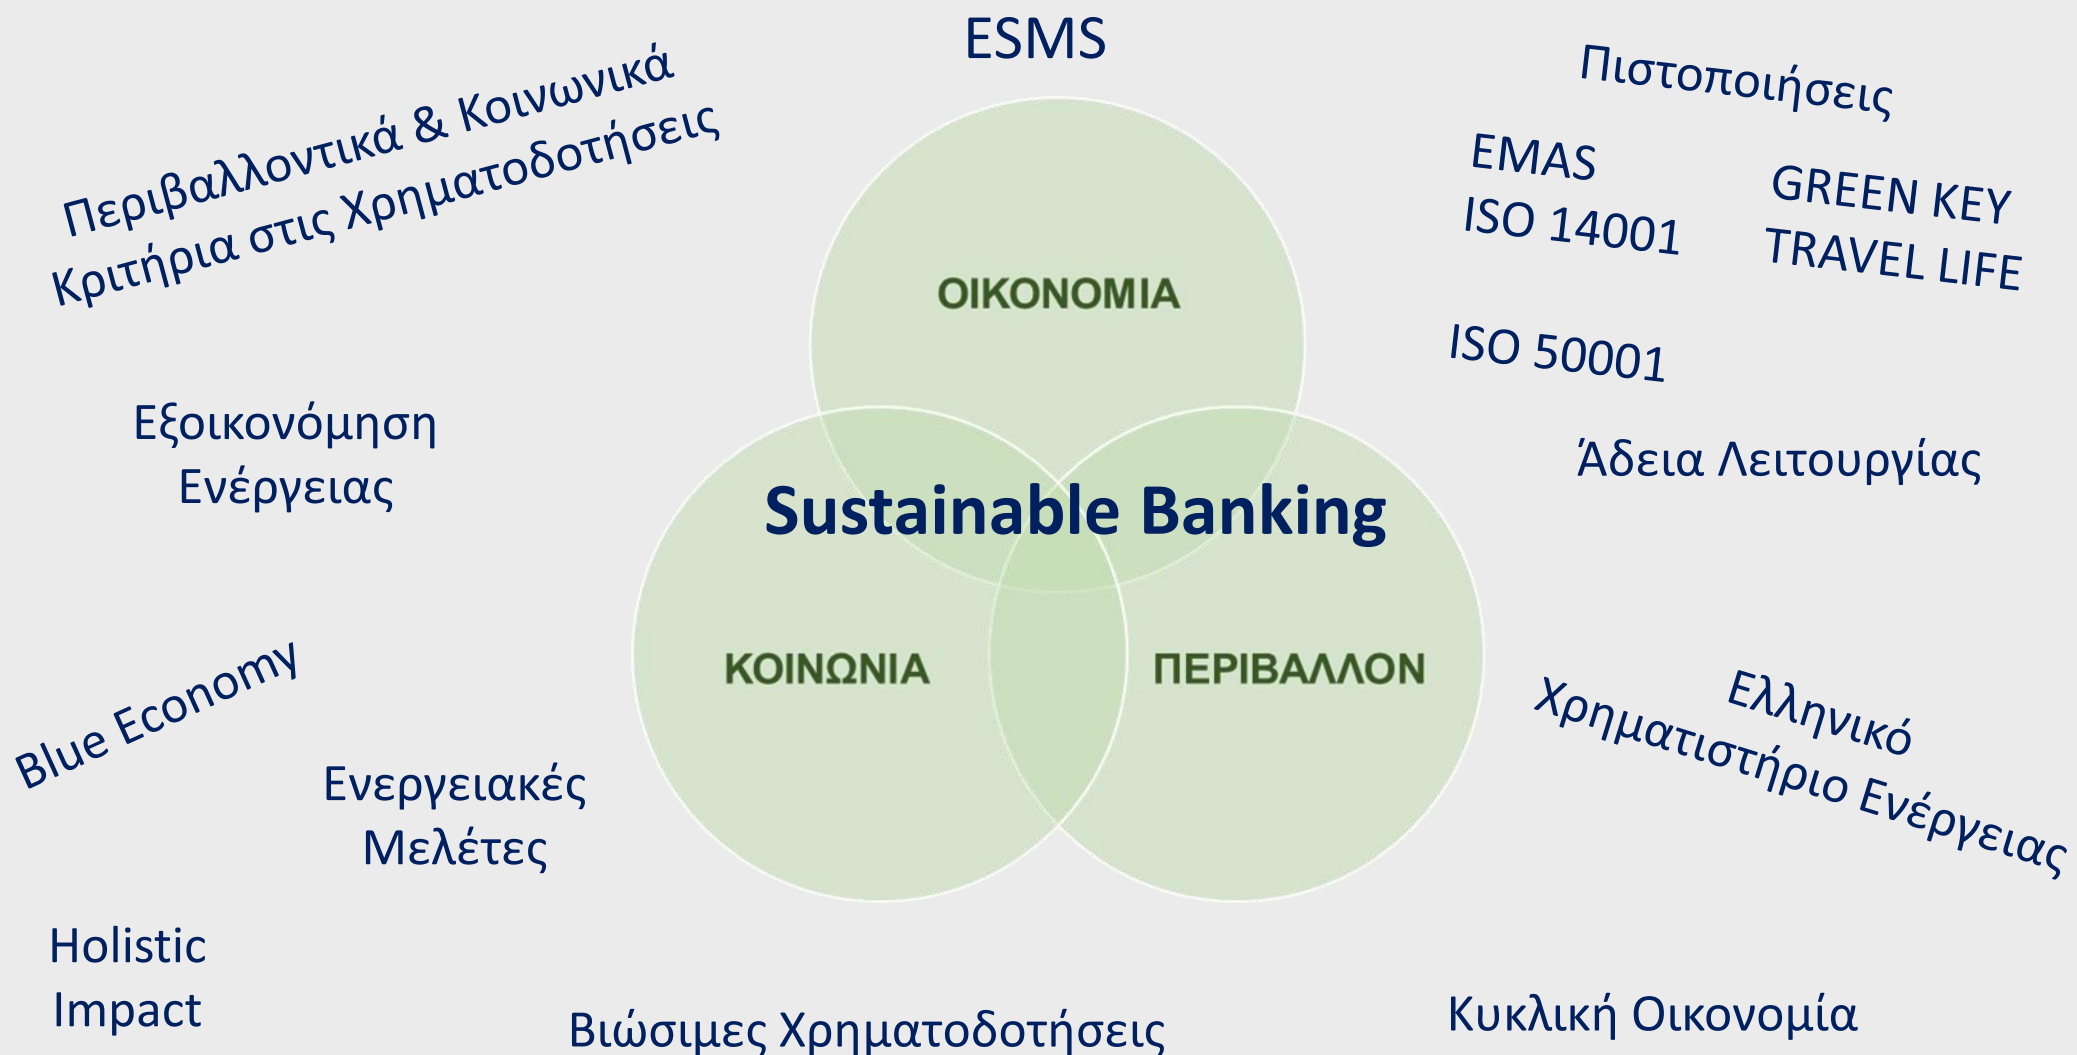 ESMS
Περιβαλλοντικά & Κοινωνικά
Κριτήρια στις Χρηματοδοτήσεις
Πιστοποιήσεις
EMAS
ISO 14001
GREEN KEY
TRAVEL LIFE
ISO 50001
ΟΙΚΟΝΟΜΙΑ
Εξοικονόμηση
Ενέργειας
Άδεια Λειτουργίας
Sustainable Banking
ΚΟΙΝΩΝΙΑ
ΠΕΡΙΒΑΛΛΟΝ
Blue Economy
Ενεργειακές
Μελέτες
Ελληνικό
Χρηματιστήριο Ενέργειας
Holistic
Impact
Βιώσιμες Χρηματοδοτήσεις
Κυκλική Οικονομία